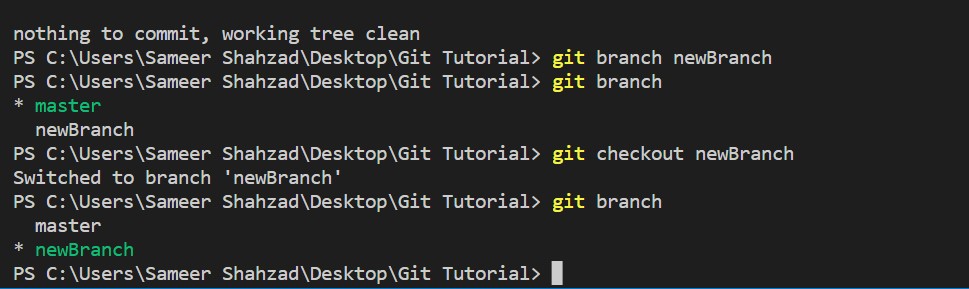 nothing to commit, working tree clean
PS C:\Users\Sameer Shahzad\Desktop\Git Tutorial> git branch newBranch
PS C:\Users\Sameer Shahzad\Desktop\Git Tutorial> git branch
* master
  newBranch
PS C:\Users\Sameer Shahzad\Desktop\Git Tutorial> git checkout newBranch
Switched to branch 'newBranch'
PS C:\Users\Sameer Shahzad\Desktop\Git Tutorial> git branch
  master
* newBranch
PS C:\Users\Sameer Shahzad\Desktop\Git Tutorial>